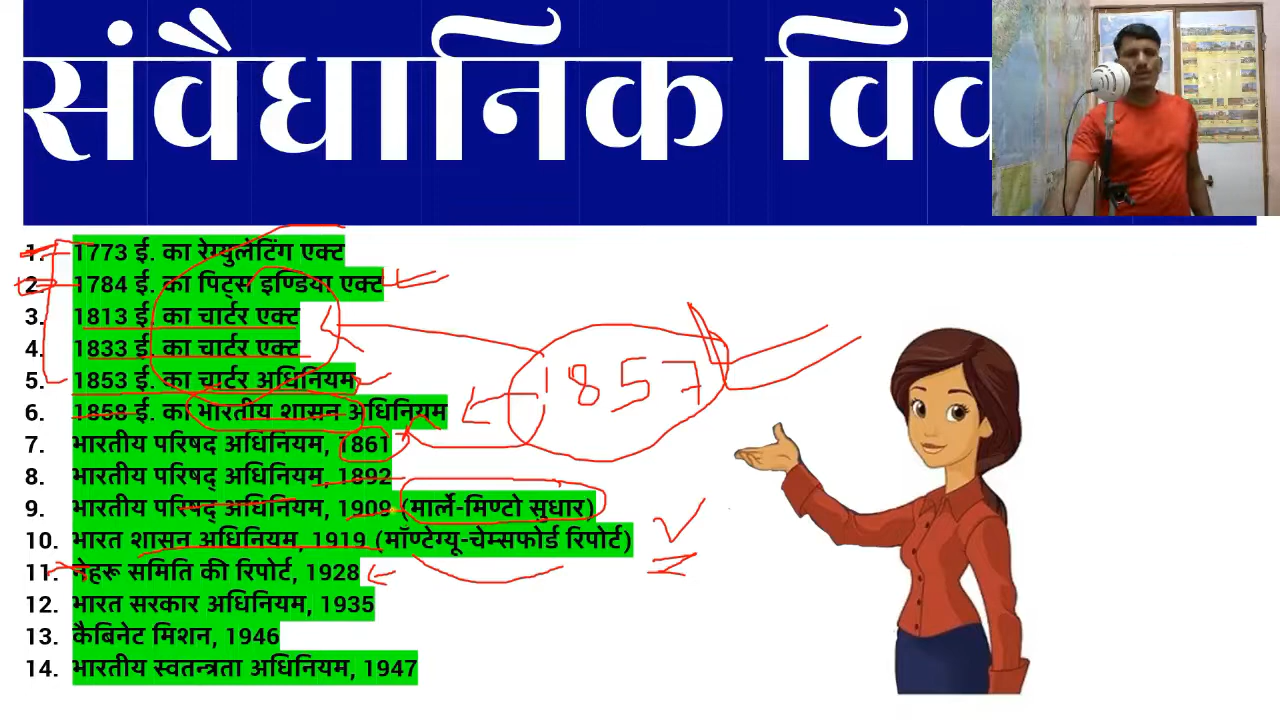 संवैधानिक
1. 1773 ई. का रेग्युलेटिंग एक्ट
2. 1784 ई. का पिट्स इण्डिया एक्ट
3. 1813 ई. का चार्टर एक्ट
4. 1833 ई. का चार्टर एक्ट
5. 1853 ई. का चार्टर अधिनियम
1857
6. 1858 ई. का भारतीय शासन अधिनियम
7. भारतीय परिषद अधिनियम, 1861
8. भारतीय परिषद् अधिनियम, 1892
9. भारतीय परिषद् अधिनियम, 1909 (मार्ले-मिण्टो सुधार)
10. भारत शासन अधिनियम, 1919 (मॉण्टेग्यू-चेम्सफोर्ड रिपोर्ट)
11. नेहरू समिति की रिपोर्ट, 1928
12. भारत सरकार अधिनियम, 1935
13. कैबिनेट मिशन, 1946
14. भारतीय स्वतन्त्रता अधिनियम, 1947